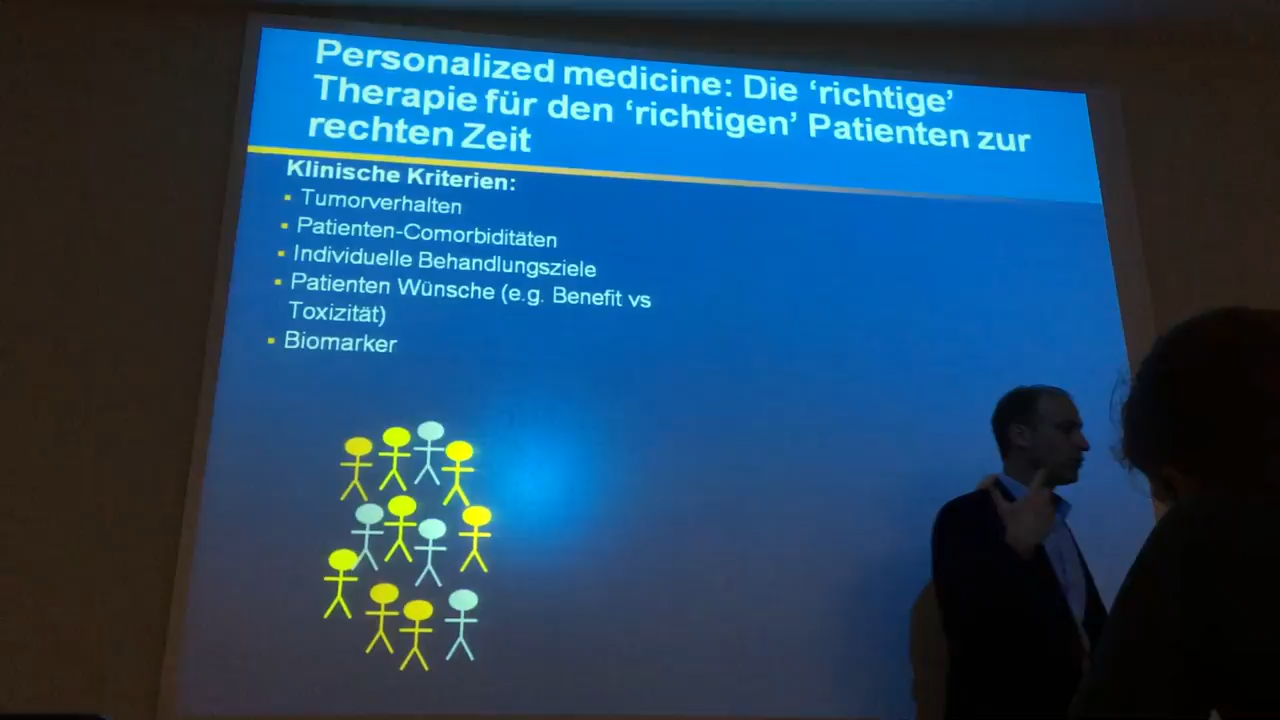 Personalized medicine: Die ‘richtige’
Therapie für den ‘richtigen’ Patienten zur
rechten Zeit
Klinische Kriterien:
▪ Tumorverhalten
▪ Patienten-Comorbiditäten
▪ Individuelle Behandlungsziele
▪ Patienten Wünsche (e.g. Benefit vs
Toxizität)
▪ Biomarker